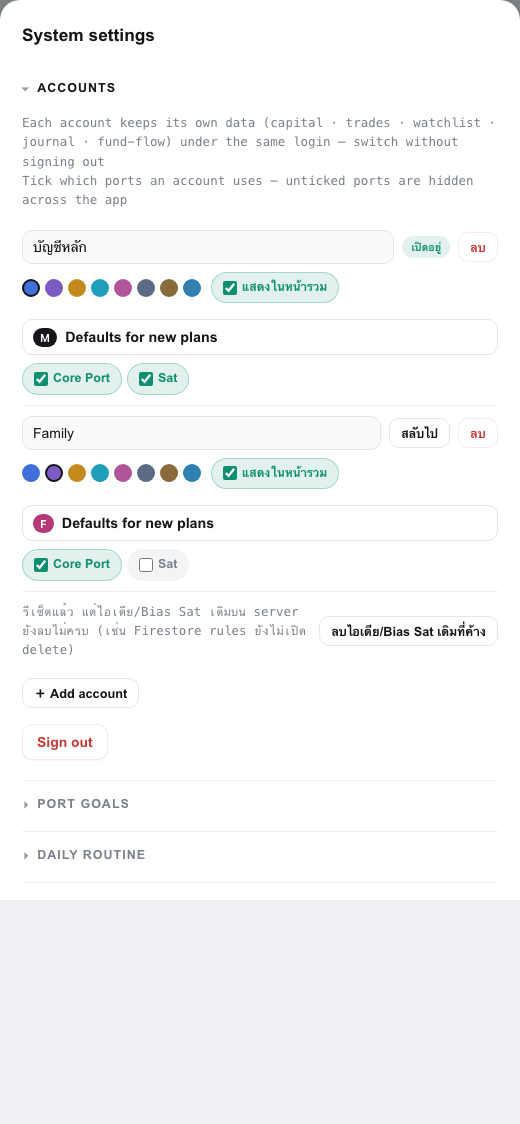 System settings
ACCOUNTS
Each account keeps its own data (capital · trades · watchlist ·
journal · fund-flow) under the same login — switch without
signing out
Tick which ports an account uses — unticked ports are hidden
across the app
บัญชีหลัก
เปิดอยู่
ลบ
แสดงในหน้ารวม
M Defaults for new plans
Core Port
Sat
Family
สลับไป
ลบ
แสดงในหน้ารวม
F Defaults for new plans
Core Port
Sat
รีเซ็ตแล้ว แต่ไอเดีย/Bias Sat เดิมบน server
ยังลบไม่ครบ (เช่น Firestore rules ยังไม่เปิด
delete)
ลบไอเดีย/Bias Sat เดิมที่ค้าง
+ Add account
Sign out
PORT GOALS
DAILY ROUTINE